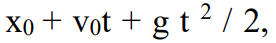 x₀ + v₀t + g t ² / 2,